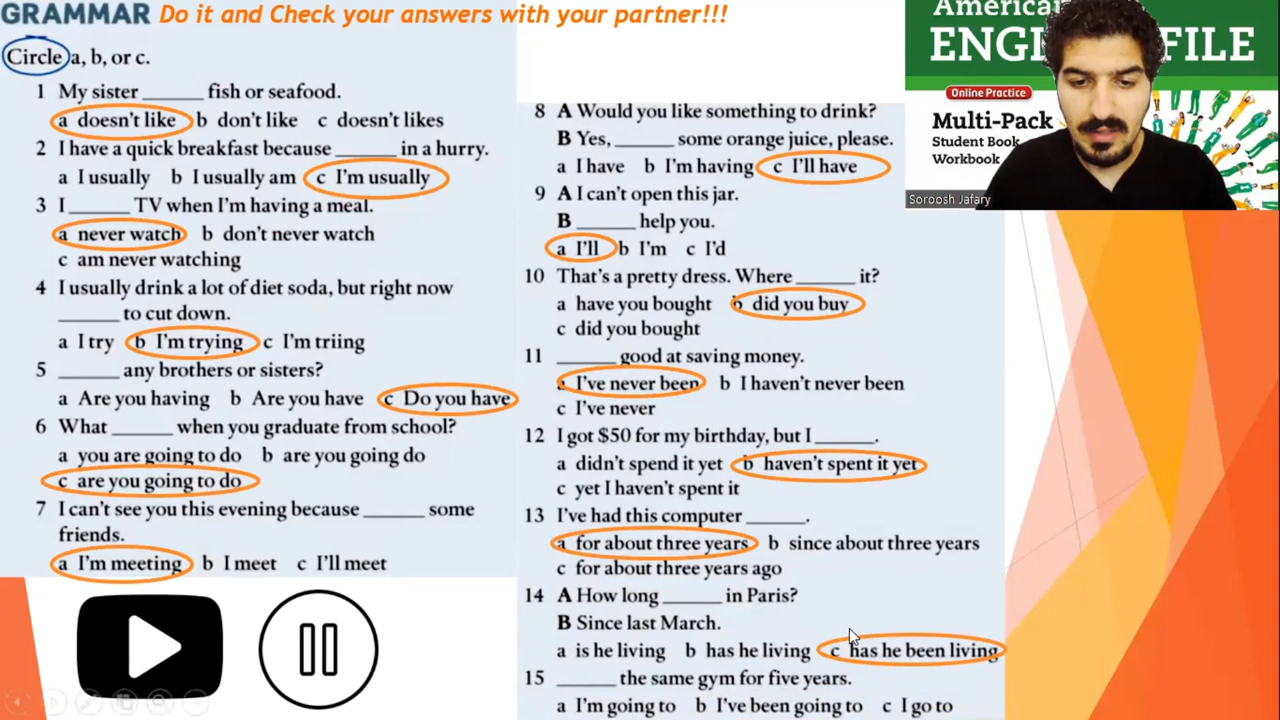 GRAMMAR Do it and Check your answers with your partner!!!
Circle a, b, or c.
1 My sister ______ fish or seafood.
a doesn't like b don't like c doesn't likes
2 I have a quick breakfast because ______ in a hurry.
a I usually b I usually am c I'm usually
3 I ______ TV when I'm having a meal.
a never watch b don't never watch
c am never watching
4 I usually drink a lot of diet soda, but right now
______ to cut down.
a I try b I'm trying c I'm triing
5 ______ any brothers or sisters?
a Are you having b Are you have c Do you have
6 What ______ when you graduate from school?
a you are going to do b are you going do
c are you going to do
7 I can't see you this evening because ______ some
friends.
a I'm meeting b I meet c I'll meet
8 A Would you like something to drink?
B Yes, ______ some orange juice, please.
a I have b I'm having c I'll have
9 A I can't open this jar.
B ______ help you.
a I'll b I'm c I'd
10 That's a pretty dress. Where ______ it?
a have you bought b did you buy
c did you bought
11 ______ good at saving money.
a I've never been b I haven't never been
c I've never
12 I got $50 for my birthday, but I ______.
a didn't spend it yet b haven't spent it yet
c yet I haven't spent it
13 I've had this computer ______.
a for about three years b since about three years
c for about three years ago
14 A How long ______ in Paris?
B Since last March.
a is he living b has he living c has he been living
15 ______ the same gym for five years.
a I'm going to b I've been going to c I go to
Online Practice
Multi-Pack
Student Book
Workbook
Soroosh Jafary